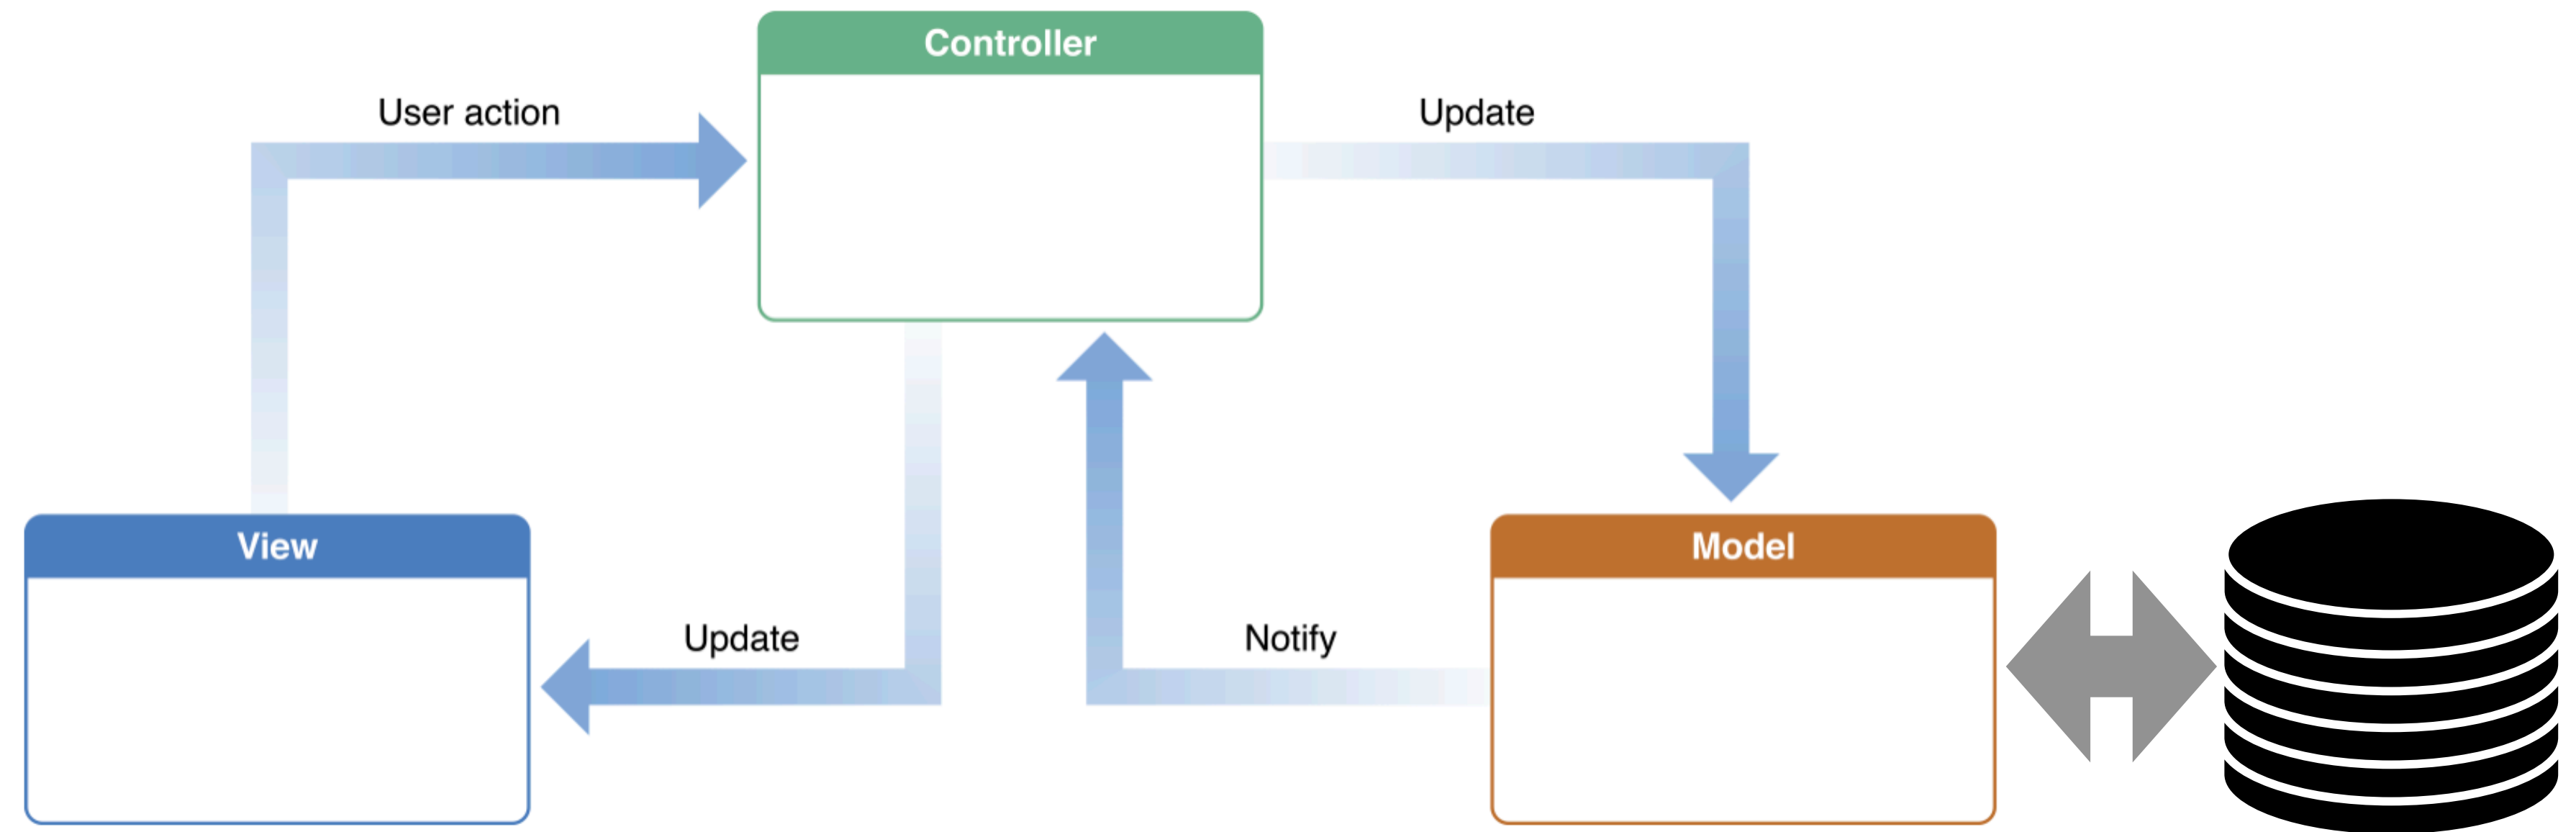 Controller
User action
Update
View
Model
Update
Notify